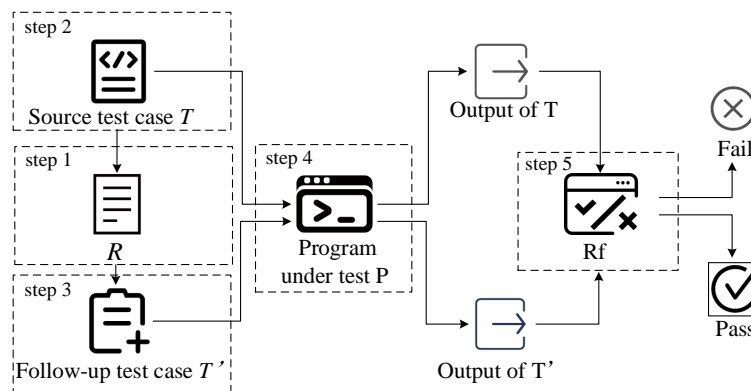 step 2
Source test case T
step 1
R
step 3
Follow-up test case T'
step 4
Program
under test P
Output of T
Output of T'
step 5
Rf
Fail
Pass